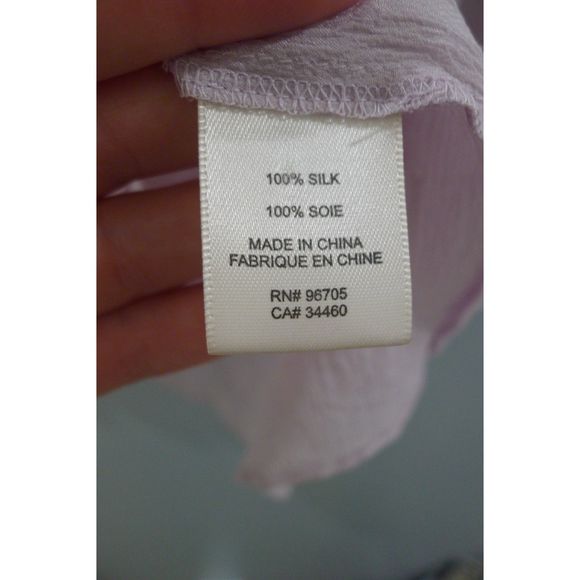 100% SILK
100% SOIE
MADE IN CHINA
FABRIQUE EN CHINE
RN# 96705
CA# 34460